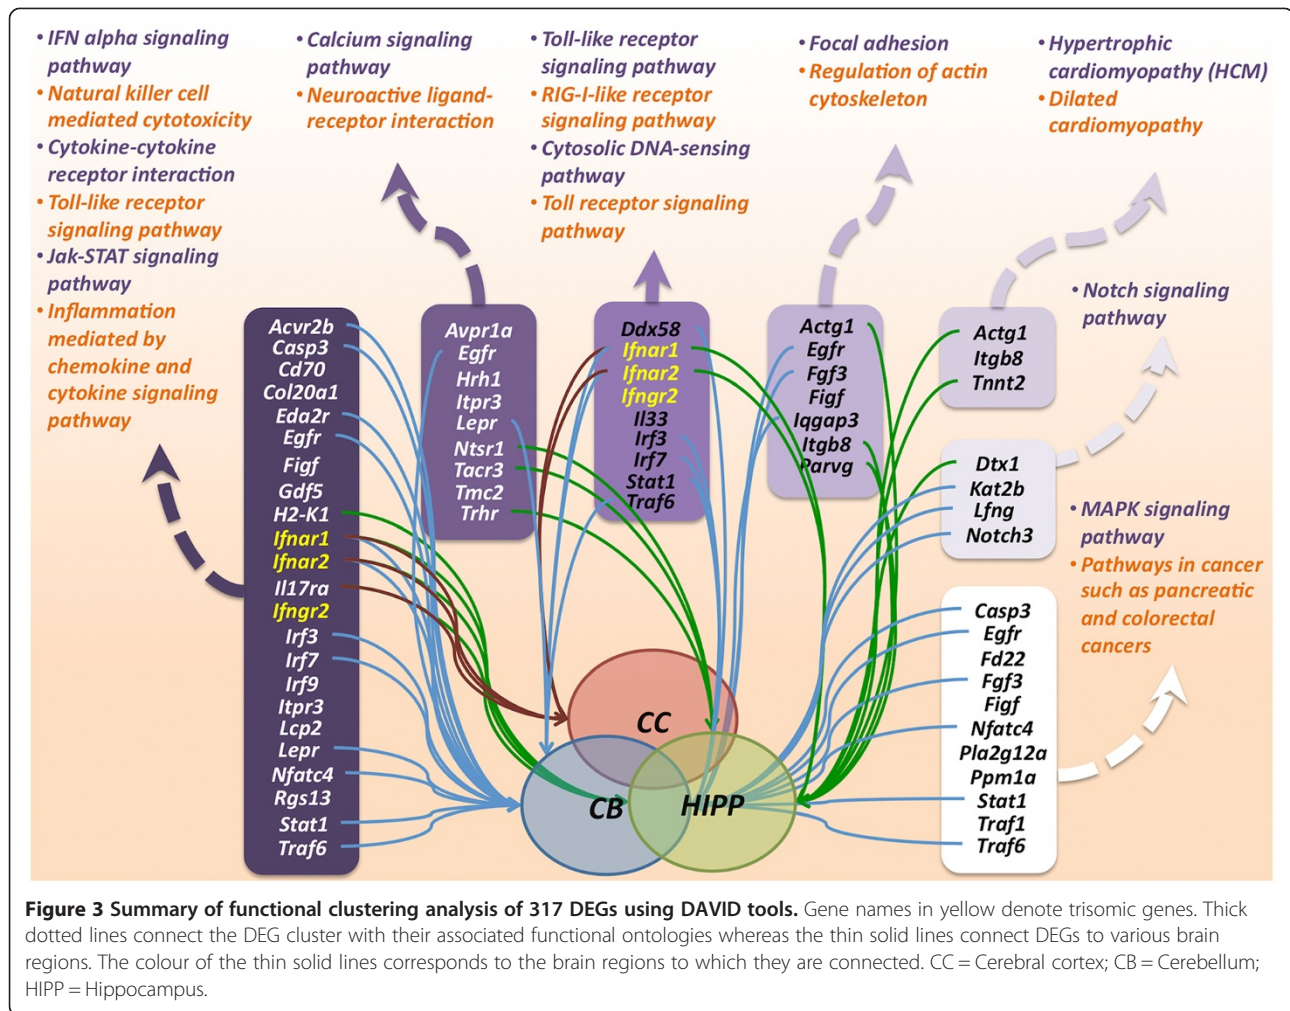 • IFN alpha signaling
pathway
• Natural killer cell
mediated cytotoxicity
• Cytokine-cytokine
receptor interaction
• Toll-like receptor
signaling pathway
• Jak-STAT signaling
pathway
• Inflammation
mediated by
chemokine and
cytokine signaling
pathway
• Calcium signaling
pathway
• Neuroactive ligand-
receptor interaction
• Toll-like receptor
signaling pathway
• RIG-I-like receptor
signaling pathway
• Cytosolic DNA-sensing
pathway
• Toll receptor signaling
pathway
• Focal adhesion
• Regulation of actin
cytoskeleton
• Hypertrophic
cardiomyopathy (HCM)
• Dilated
cardiomyopathy
• Notch signaling
pathway
• MAPK signaling
pathway
• Pathways in cancer
such as pancreatic
and colorectal
cancers
Acvr2b
Casp3
Cd70
Col20a1
Eda2r
Egfr
Figf
Gdf5
H2-K1
Ifnar1
Ifnar2
Il17ra
Ifngr2
Irf3
Irf7
Irf9
Itpr3
Lcp2
Lepr
Nfatc4
Rgs13
Stat1
Traf6
Avpr1a
Egfr
Hrh1
Itpr3
Lepr
Ntsr1
Tacr3
Tmc2
Trhr
Ddx58
Ifnar1
Ifnar2
Ifngr2
Il33
Irf3
Irf7
Stat1
Traf6
Actg1
Egfr
Fgf3
Figf
Iqgap3
Itgb8
Parvg
Actg1
Itgb8
Tnnt2
Dtx1
Kat2b
Lfng
Notch3
Casp3
Egfr
Fd22
Fgf3
Figf
Nfatc4
Pla2g12a
Ppm1a
Stat1
Traf1
Traf6
CC
CB
HIPP
Figure 3 Summary of functional clustering analysis of 317 DEGs using DAVID tools. Gene names in yellow denote trisomic genes. Thick
dotted lines connect the DEG cluster with their associated functional ontologies whereas the thin solid lines connect DEGs to various brain
regions. The colour of the thin solid lines corresponds to the brain regions to which they are connected. CC = Cerebral cortex; CB = Cerebellum;
HIPP = Hippocampus.